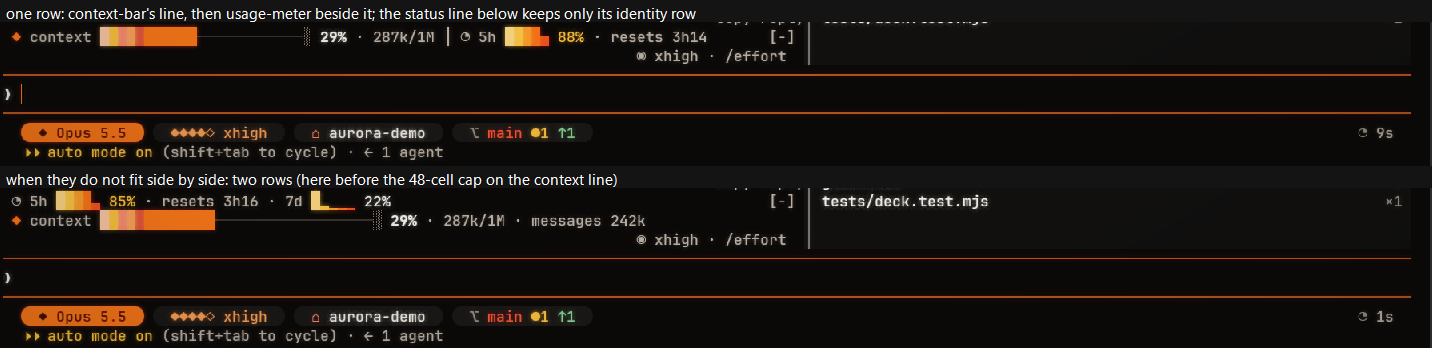 one row: context-bar's line, then usage-meter beside it; the status line below keeps only its identity row
◆ context 29% · 287k/1M │ ◔ 5h 88% · resets 3h14 [-]
◉ xhigh · /effort
❯
◆ Opus 5.5 ◆◆◆◆◇ xhigh ⌂ aurora-demo ⌥ main ●1 ↑1 ◔ 9s
▸▸ auto mode on (shift+tab to cycle) · ← 1 agent
when they do not fit side by side: two rows (here before the 48-cell cap on the context line)
◔ 5h 85% · resets 3h16 · 7d 22% [-] tests/deck.test.mjs ×1
◆ context 29% · 287k/1M · messages 242k
◉ xhigh · /effort
❯
◆ Opus 5.5 ◆◆◆◆◇ xhigh ⌂ aurora-demo ⌥ main ●1 ↑1 ◔ 1s
▸▸ auto mode on (shift+tab to cycle) · ← 1 agent